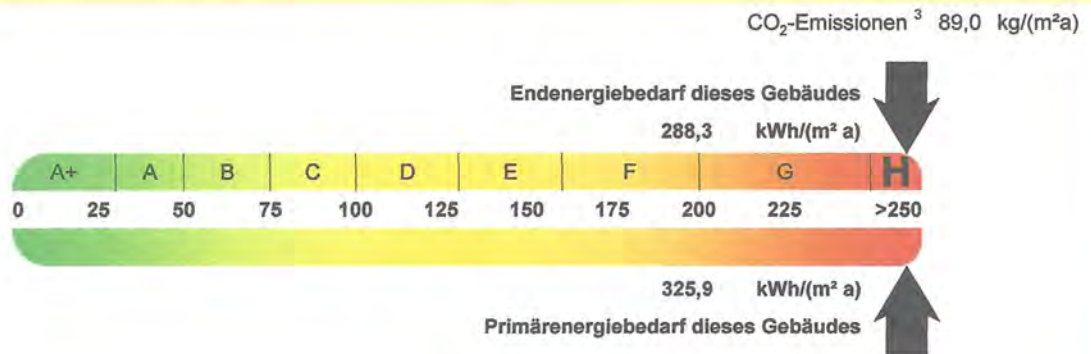 CO₂-Emissionen ³ 89,0 kg/(m²a)
Endenergiebedarf dieses Gebäudes
288,3 kWh/(m² a)
A+ A B C D E F G H
0 25 50 75 100 125 150 175 200 225 >250
325,9 kWh/(m² a)
Primärenergiebedarf dieses Gebäudes